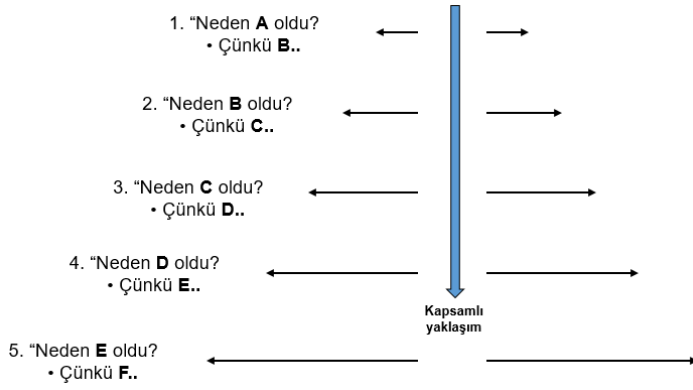 1. “Neden A oldu?
• Çünkü B..
2. “Neden B oldu?
• Çünkü C..
3. “Neden C oldu?
• Çünkü D..
4. “Neden D oldu?
• Çünkü E..
Kapsamlı
yaklaşım
5. “Neden E oldu?
• Çünkü F..